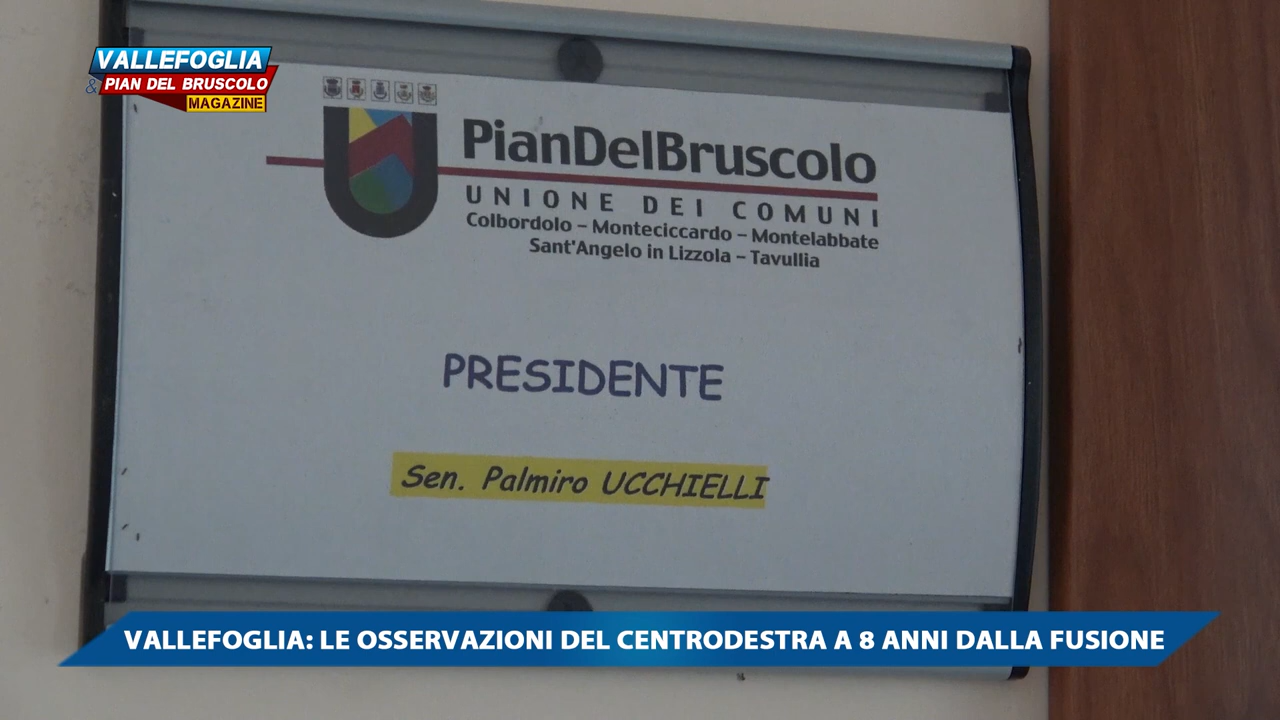 VALLEFOGLIA
& PIAN DEL BRUSCOLO
MAGAZINE
PianDelBruscolo
UNIONE DEI COMUNI
Colbordolo – Monteciccardo – Montelabbate
Sant'Angelo in Lizzola – Tavullia
PRESIDENTE
Sen. Palmiro UCCHIELLI
VALLEFOGLIA: LE OSSERVAZIONI DEL CENTRODESTRA A 8 ANNI DALLA FUSIONE